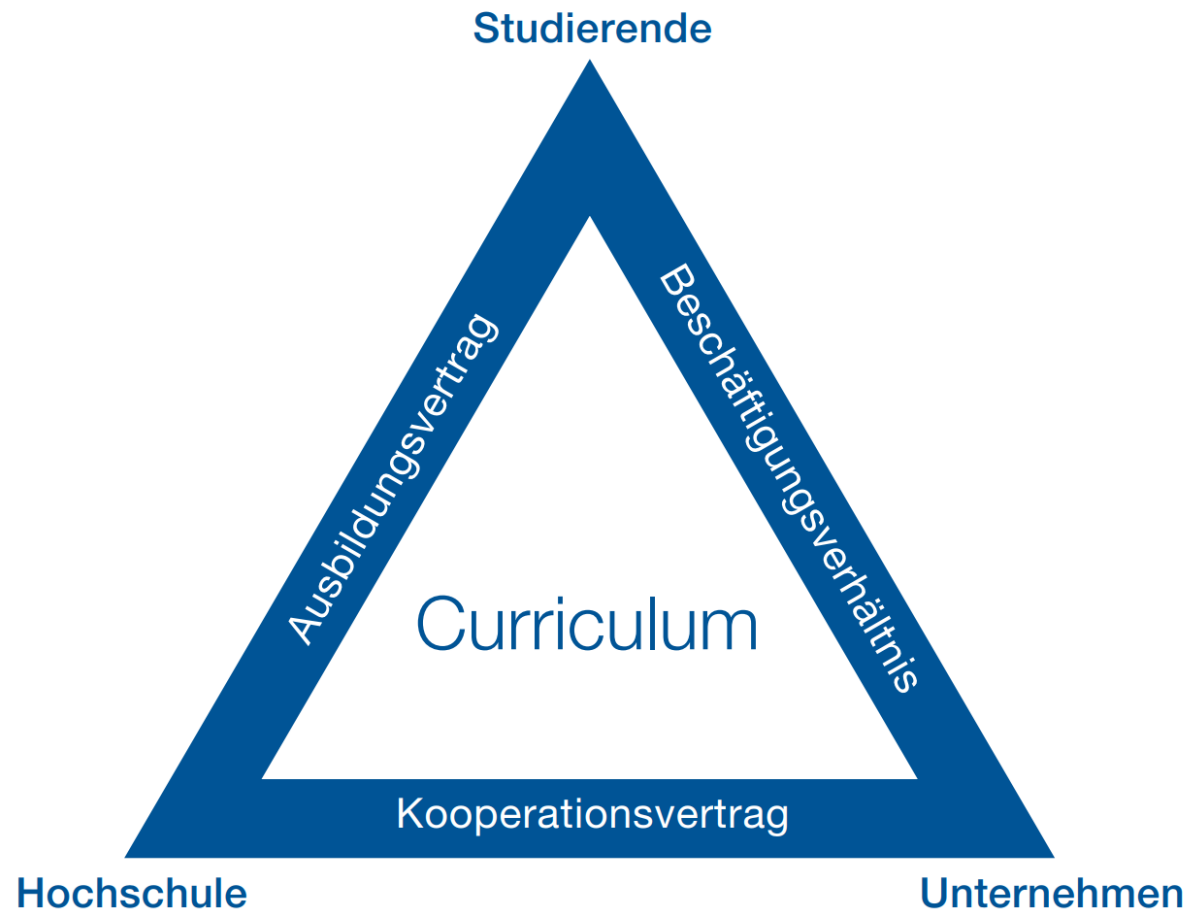 Studierende
Ausbildungsvertrag
Beschäftigungsverhältnis
Curriculum
Kooperationsvertrag
Hochschule
Unternehmen